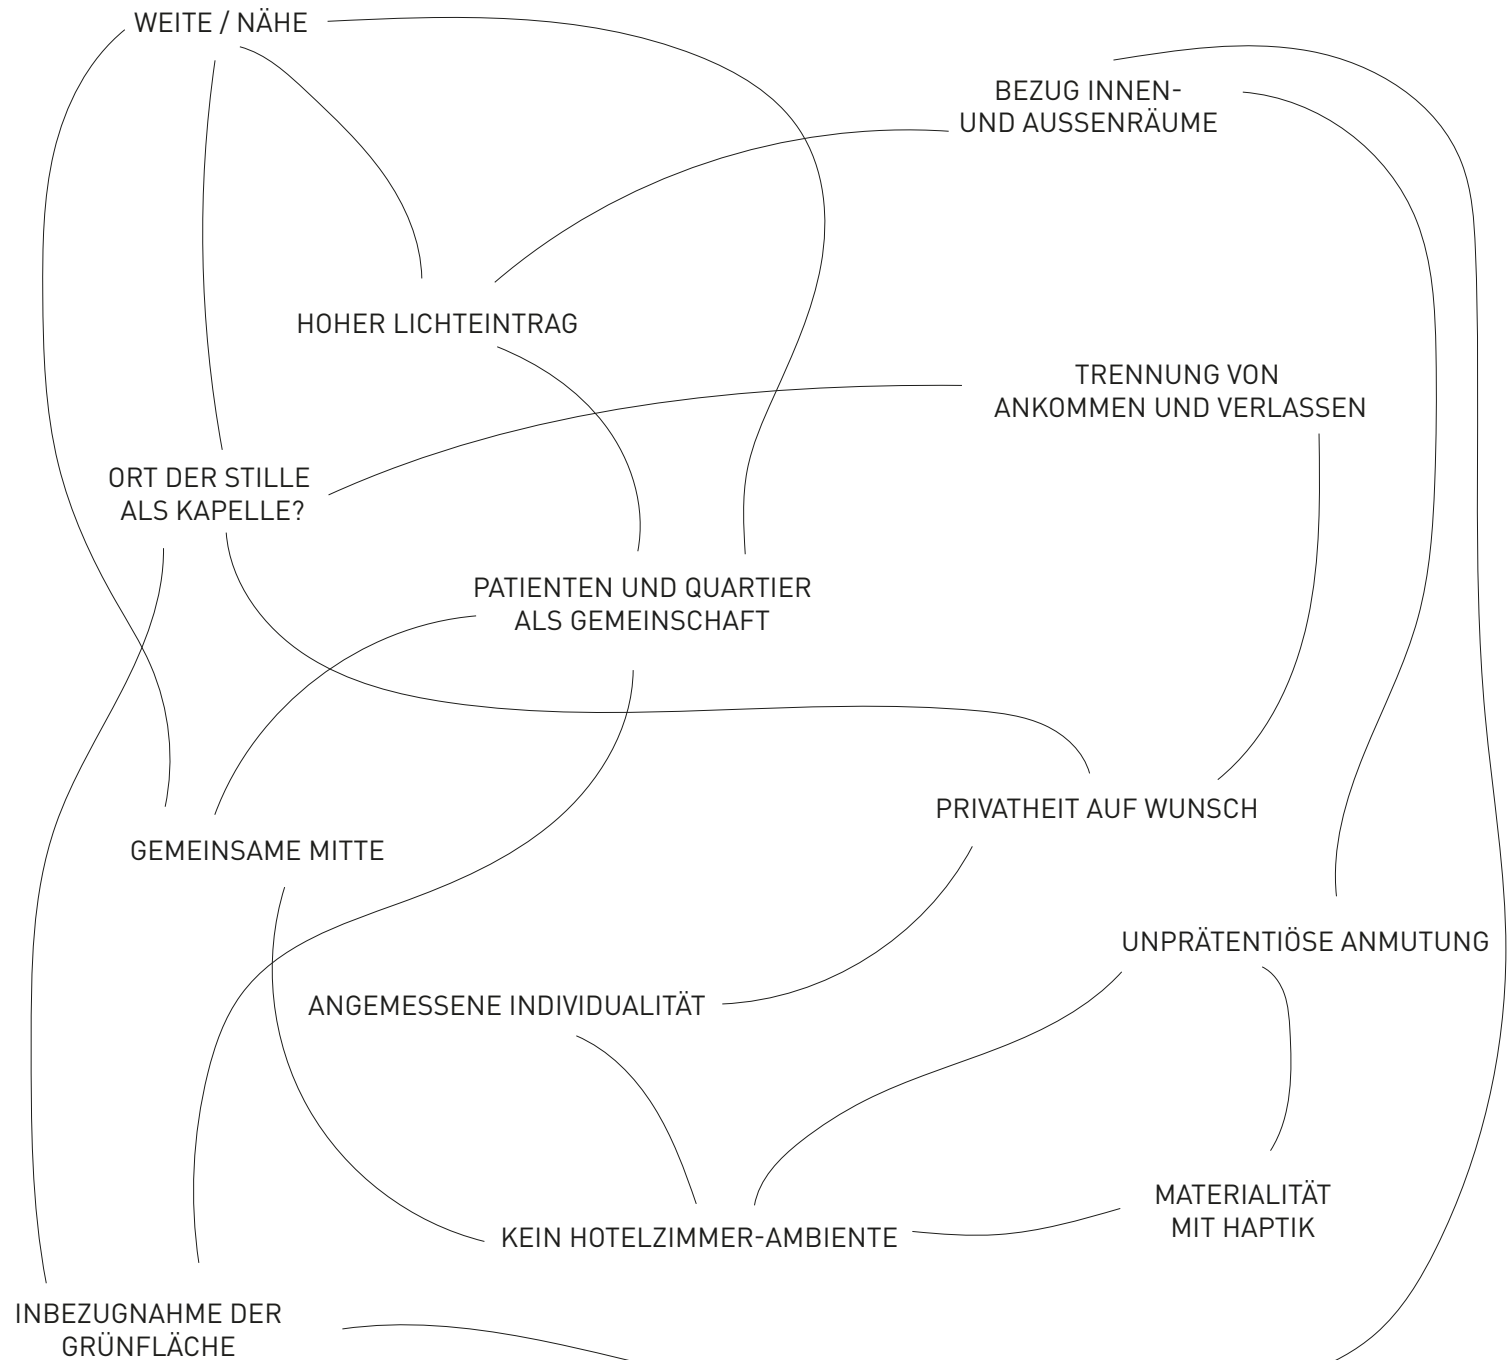 WEITE / NÄHE
BEZUG INNEN-
UND AUSSENRÄUME
HOHER LICHTEINTRAG
TRENNUNG VON
ANKOMMEN UND VERLASSEN
ORT DER STILLE
ALS KAPELLE?
PATIENTEN UND QUARTIER
ALS GEMEINSCHAFT
PRIVATHEIT AUF WUNSCH
GEMEINSAME MITTE
UNPRÄTENTIÖSE ANMUTUNG
ANGEMESSENE INDIVIDUALITÄT
MATERIALITÄT
MIT HAPTIK
KEIN HOTELZIMMER-AMBIENTE
INBEZUGNAHME DER
GRÜNFLÄCHE